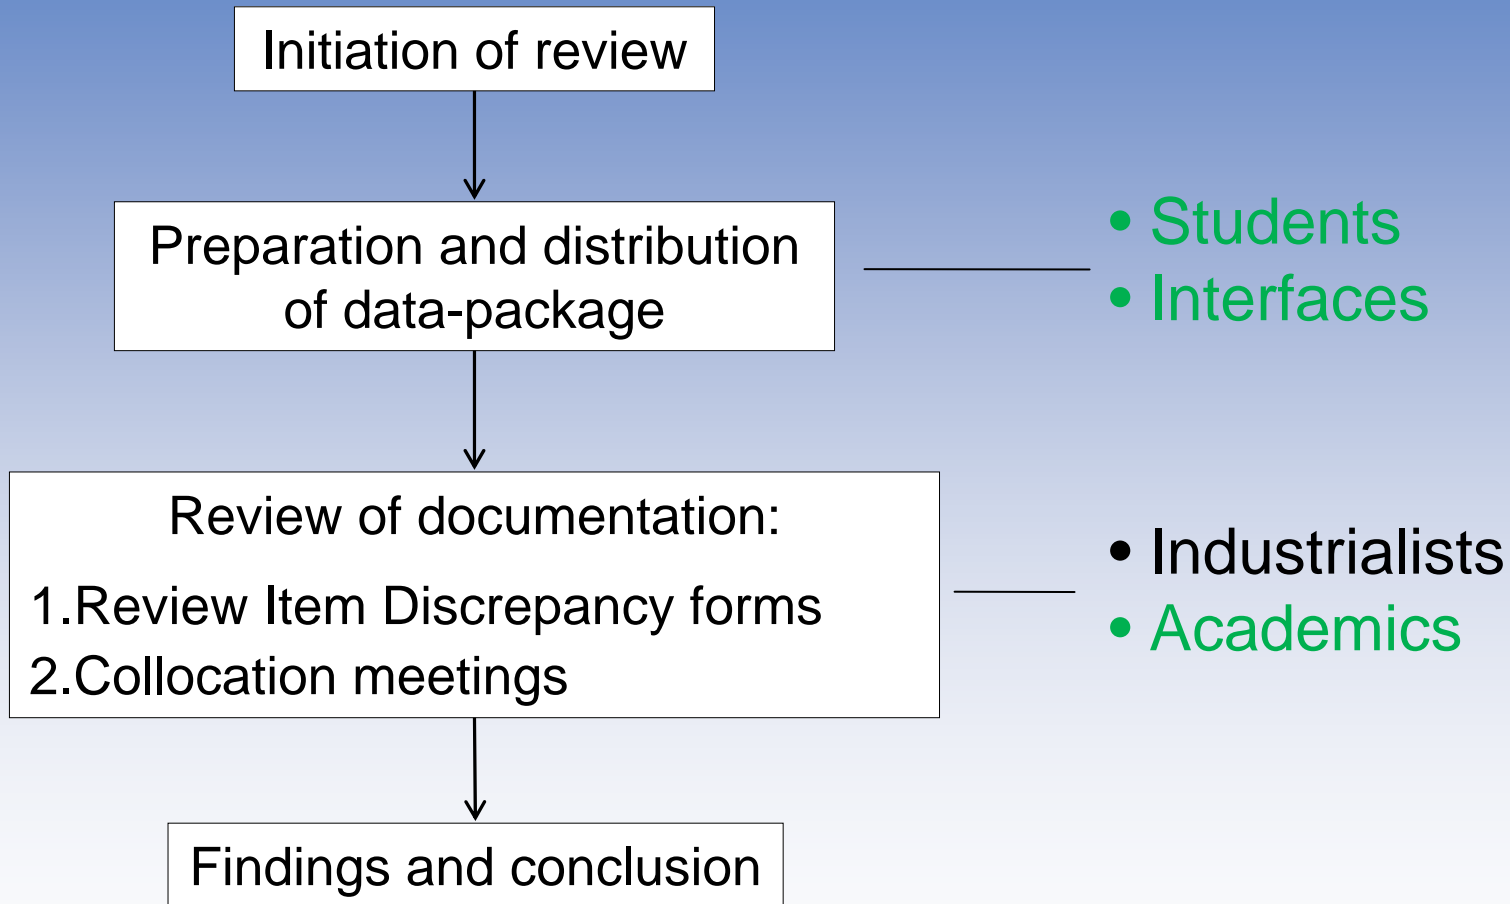 Initiation of review
Preparation and distribution
of data-package
• Students
• Interfaces
Review of documentation:
1.Review Item Discrepancy forms
2.Collocation meetings
• Industrialists
• Academics
Findings and conclusion